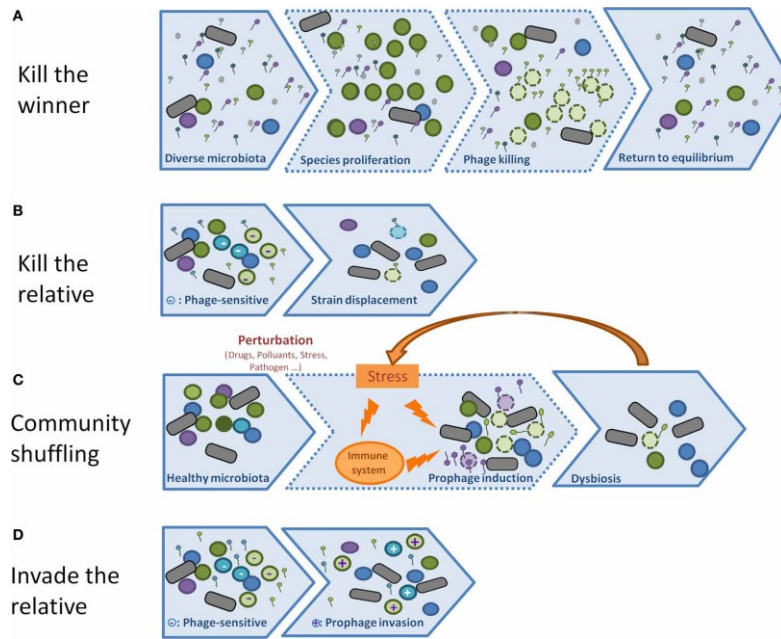 A
Kill the
winner
Diverse microbiota
Species proliferation
Phage killing
Return to equilibrium
B
Kill the
relative
⊖: Phage-sensitive
Strain displacement
Perturbation
(Drugs, Polluants, Stress,
Pathogen ...)
Stress
C
Community
shuffling
Immune
system
Healthy microbiota
Prophage induction
Dysbiosis
D
Invade the
relative
⊖: Phage-sensitive
⊕: Prophage invasion